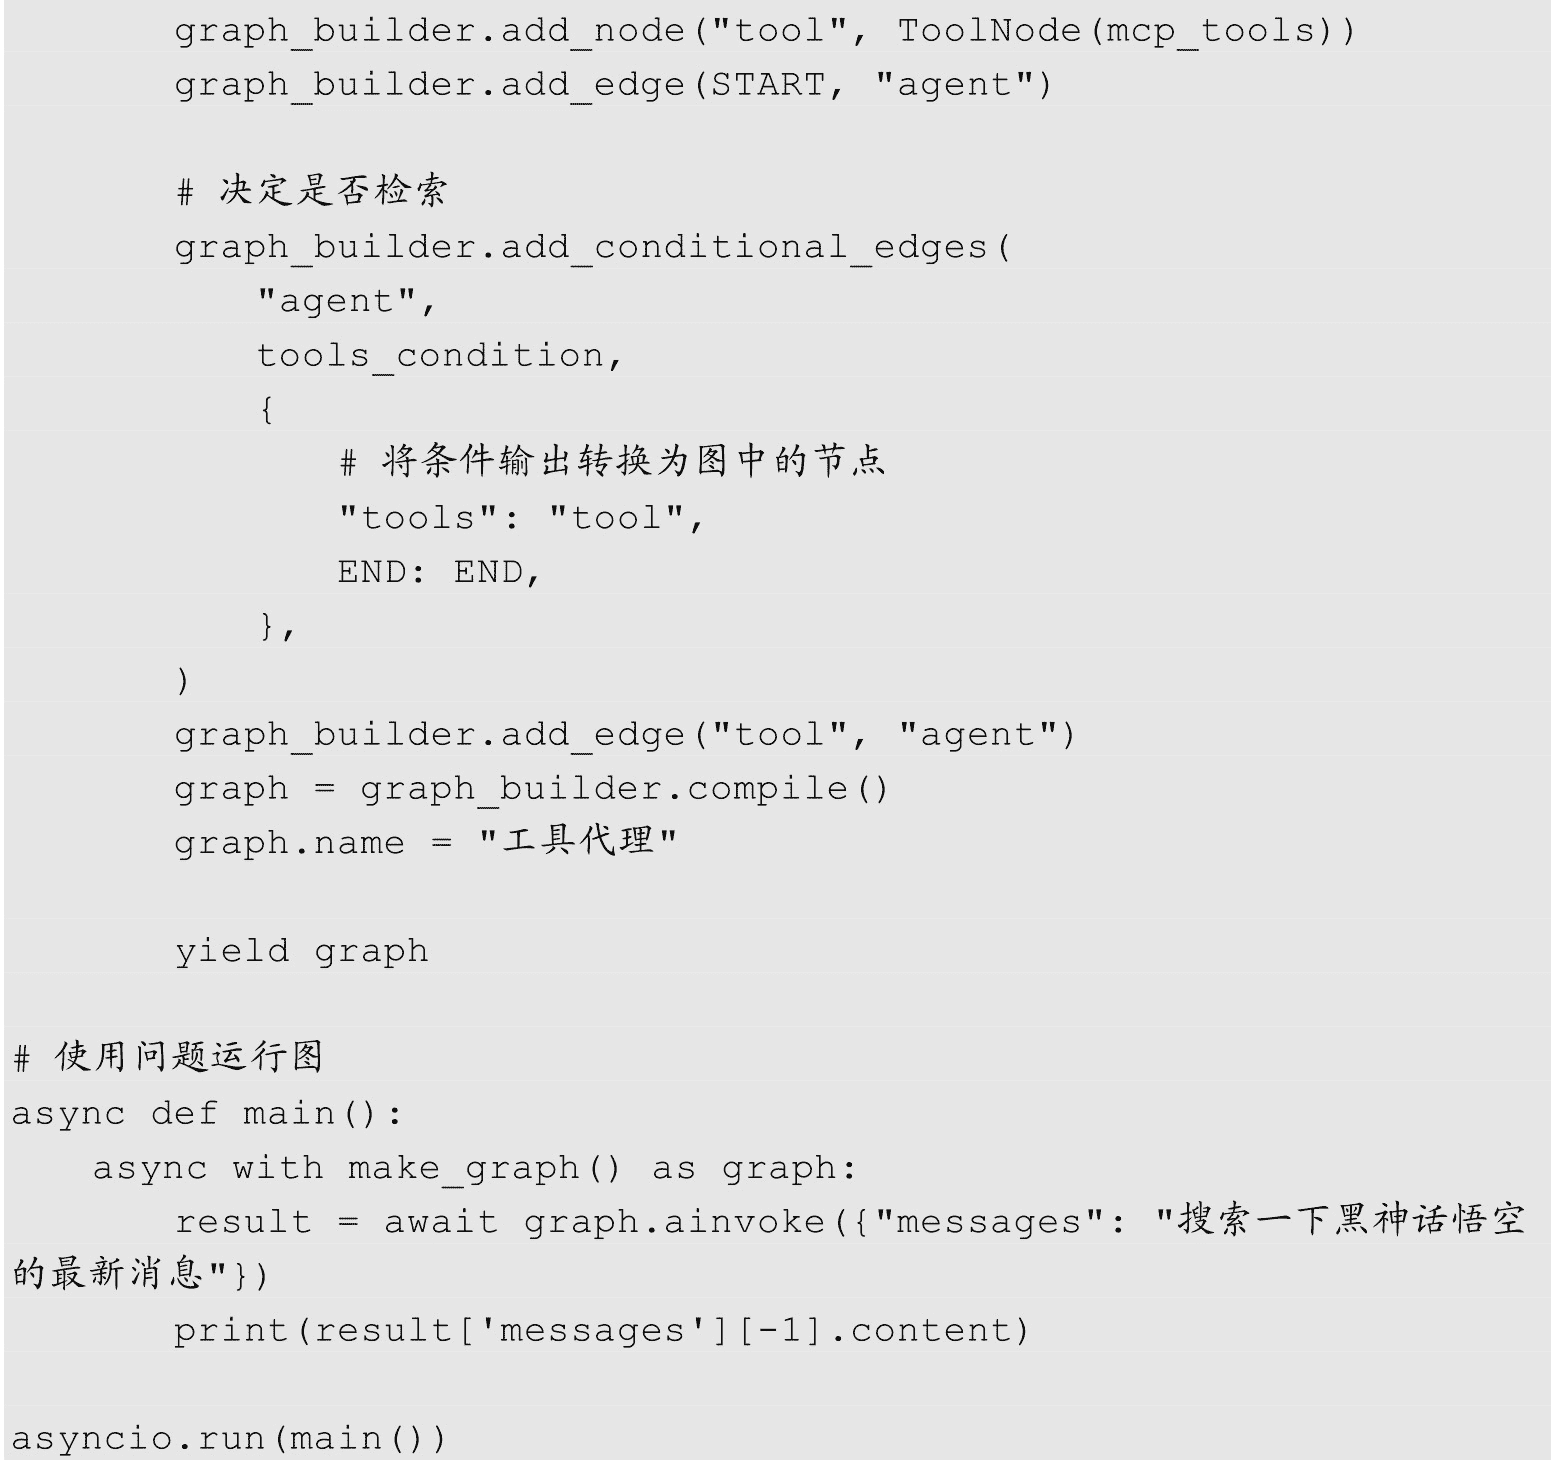 graph_builder.add_node("tool", ToolNode(mcp_tools))
        graph_builder.add_edge(START, "agent")

        # 决定是否检索
        graph_builder.add_conditional_edges(
            "agent",
            tools_condition,
            {
                # 将条件输出转换为图中的节点
                "tools": "tool",
                END: END,
            },
        )
        graph_builder.add_edge("tool", "agent")
        graph = graph_builder.compile()
        graph.name = "工具代理"

        yield graph

# 使用问题运行图
async def main():
    async with make_graph() as graph:
        result = await graph.ainvoke({"messages": "搜索一下黑神话悟空
的最新消息"})
        print(result['messages'][-1].content)

asyncio.run(main())